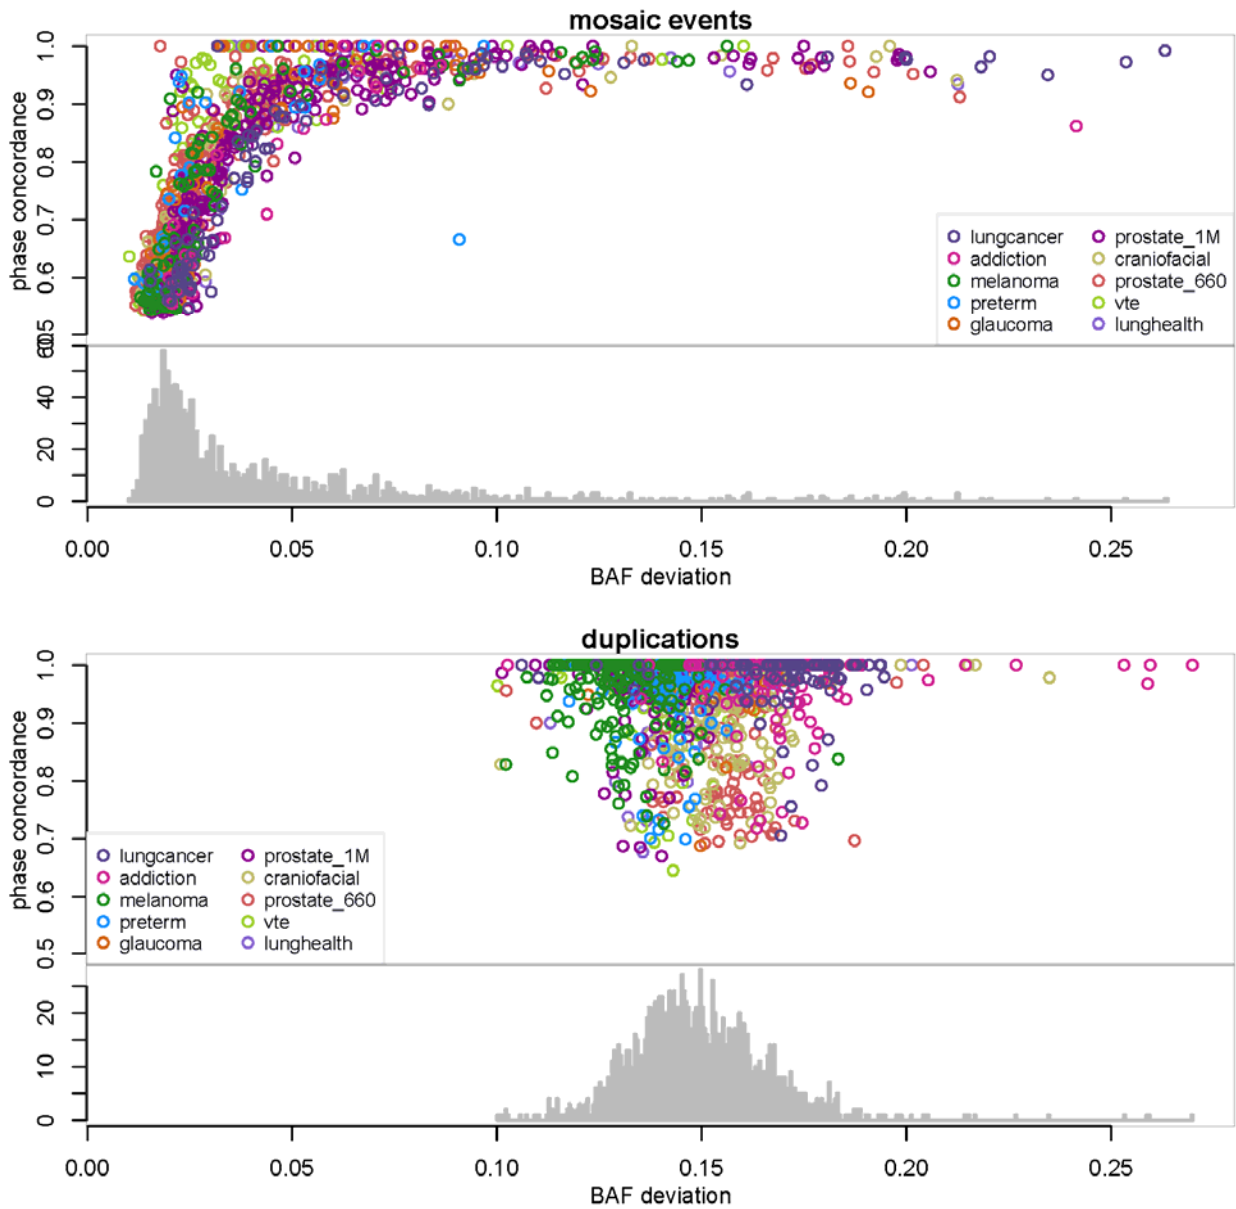 mosaic events
phase concordance
1.0
0.9
0.8
0.7
0.6
0.5
lungcancer prostate_1M
addiction craniofacial
melanoma prostate_660
preterm vte
glaucoma lunghealth
60
40
20
0
0.00 0.05 0.10 0.15 0.20 0.25
BAF deviation
duplications
phase concordance
1.0
0.9
0.8
0.7
0.6
0.5
lungcancer prostate_1M
addiction craniofacial
melanoma prostate_660
preterm vte
glaucoma lunghealth
20
10
0
0.00 0.05 0.10 0.15 0.20 0.25
BAF deviation